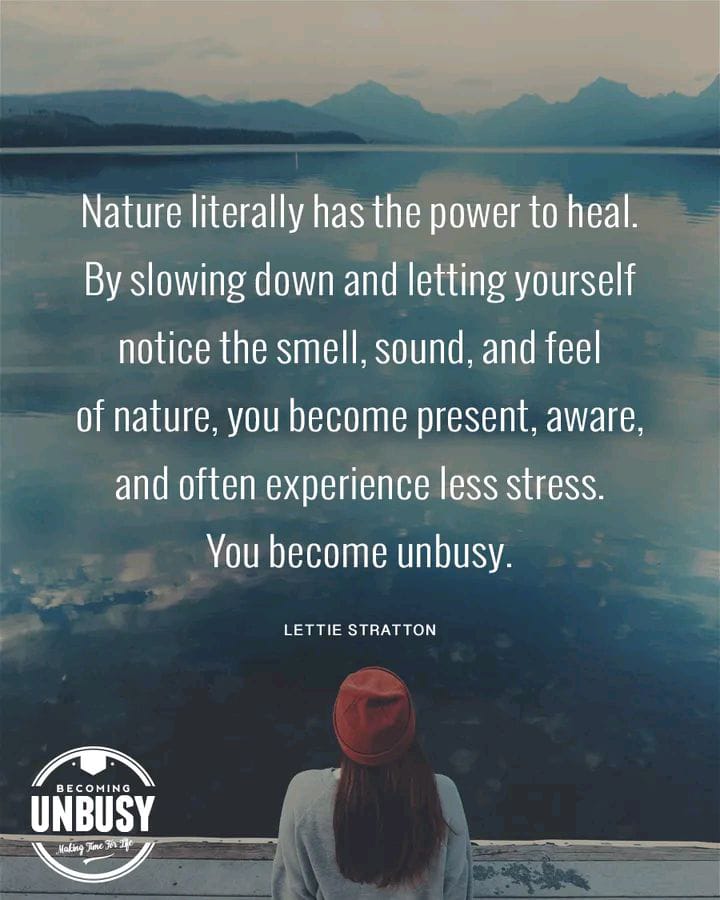 Nature literally has the power to heal.
By slowing down and letting yourself
notice the smell, sound, and feel
of nature, you become present, aware,
and often experience less stress.
You become unbusy.
LETTIE STRATTON
BECOMING
UNBUSY
Making Time For Life